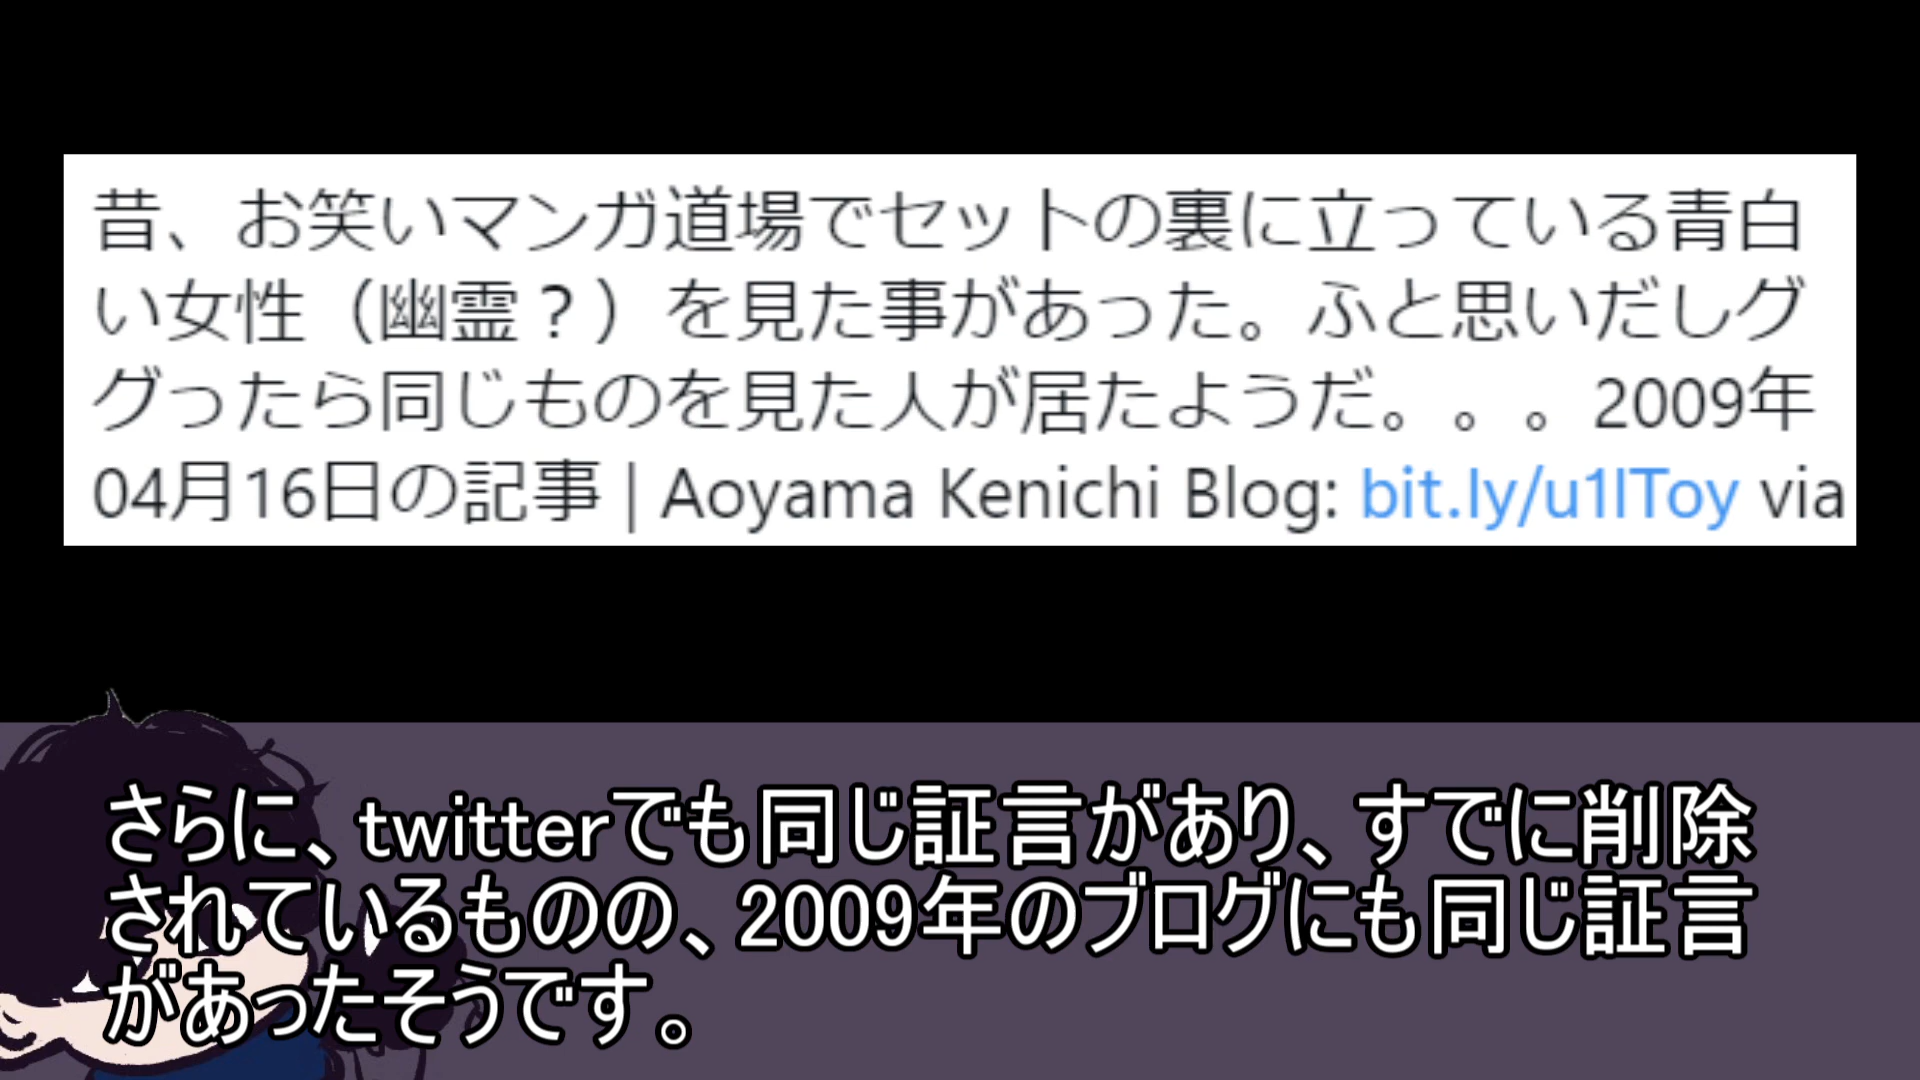 昔、お笑いマンガ道場でセットの裏に立っている青白
い女性（幽霊？）を見た事があった。ふと思いだしグ
グったら同じものを見た人が居たようだ。。。2009年
04月16日の記事 | Aoyama Kenichi Blog: bit.ly/u1lToy via
さらに、twitterでも同じ証言があり、すでに削除
されているものの、2009年のブログにも同じ証言
があったそうです。